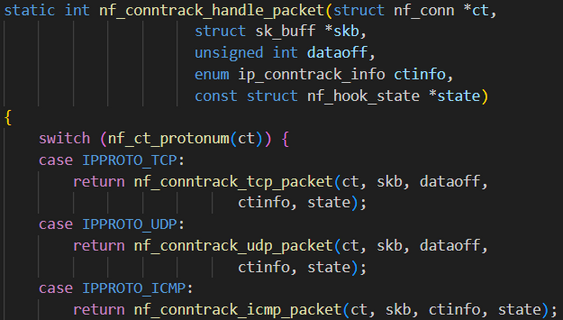 static int nf_conntrack_handle_packet(struct nf_conn *ct,
struct sk_buff *skb,
unsigned int dataoff,
enum ip_conntrack_info ctinfo,
const struct nf_hook_state *state)
{
switch (nf_ct_protonum(ct)) {
case IPPROTO_TCP:
return nf_conntrack_tcp_packet(ct, skb, dataoff,
ctinfo, state);
case IPPROTO_UDP:
return nf_conntrack_udp_packet(ct, skb, dataoff,
ctinfo, state);
case IPPROTO_ICMP:
return nf_conntrack_icmp_packet(ct, skb, ctinfo, state);